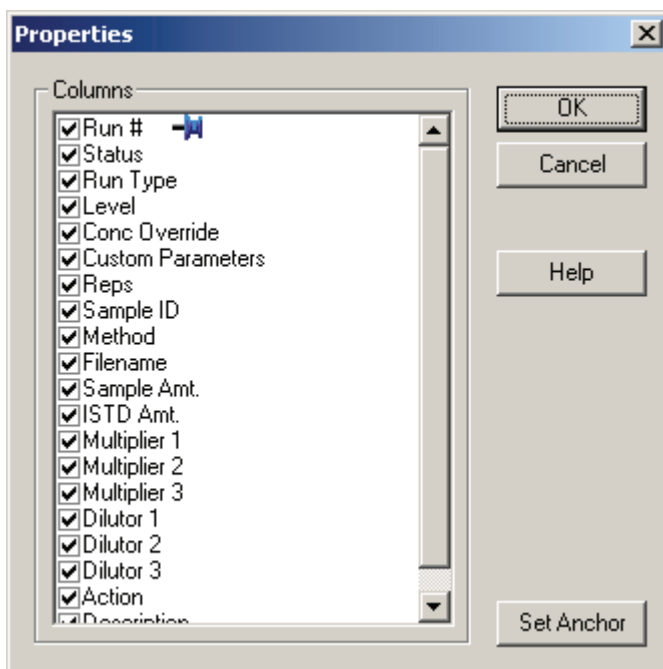 Properties
Columns
OK
Run #
Status
Cancel
Run Type
Level
Conc Override
Custom Parameters
Help
Reps
Sample ID
Method
Filename
Sample Amt.
ISTD Amt.
Multiplier 1
Multiplier 2
Multiplier 3
Dilutor 1
Dilutor 2
Dilutor 3
Action
Description
Set Anchor